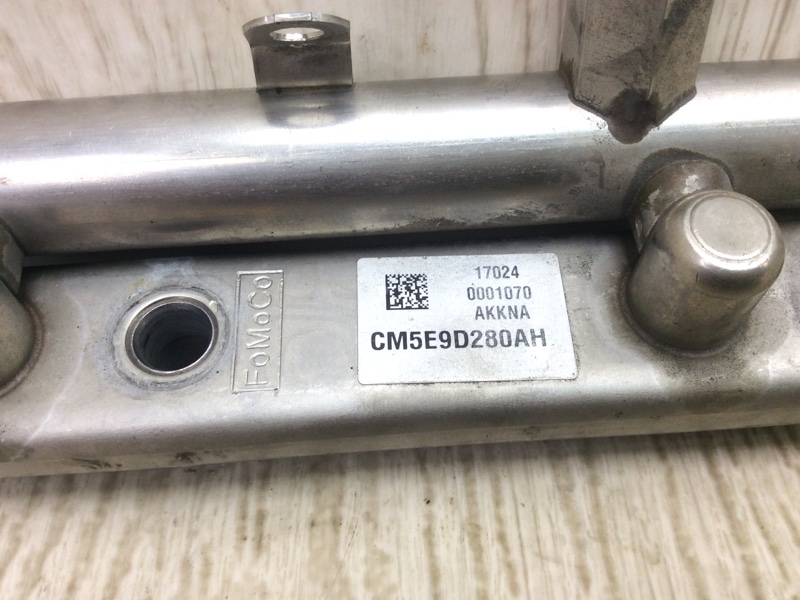 FoMoCo
17024
0001070
AKKNA
CM5E9D280AH